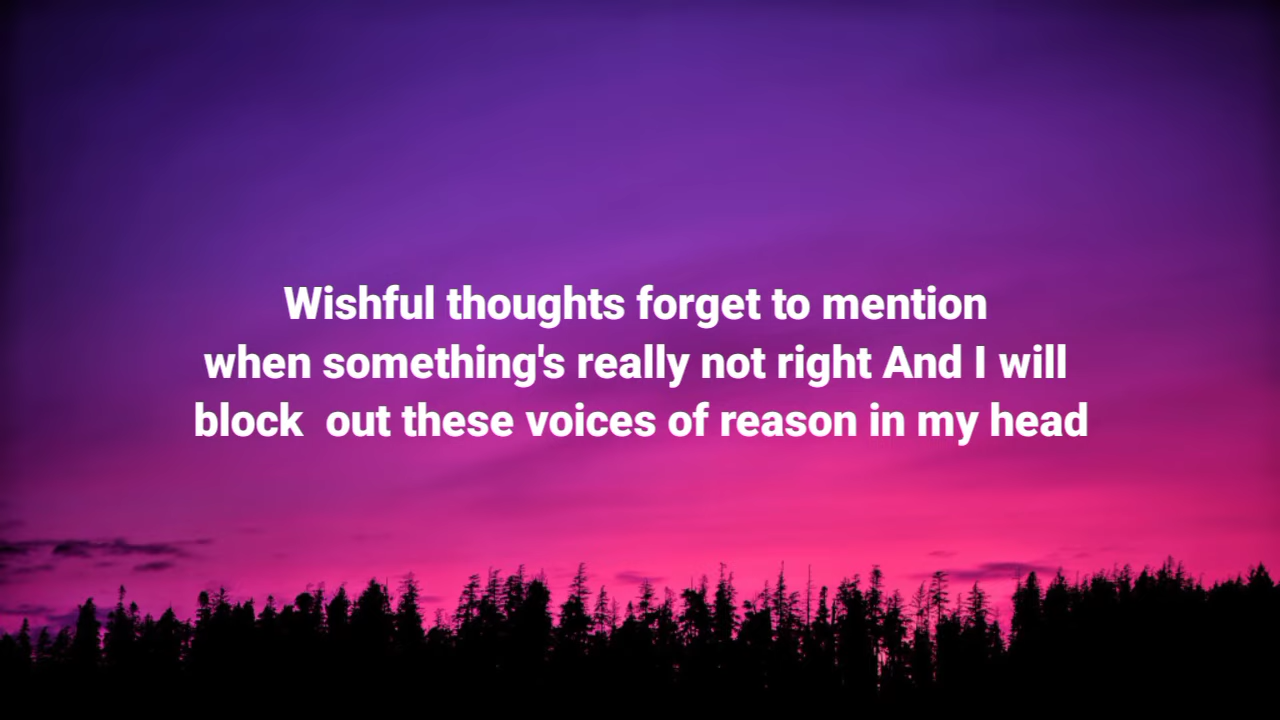 Wishful thoughts forget to mention
when something's really not right And I will
block  out these voices of reason in my head